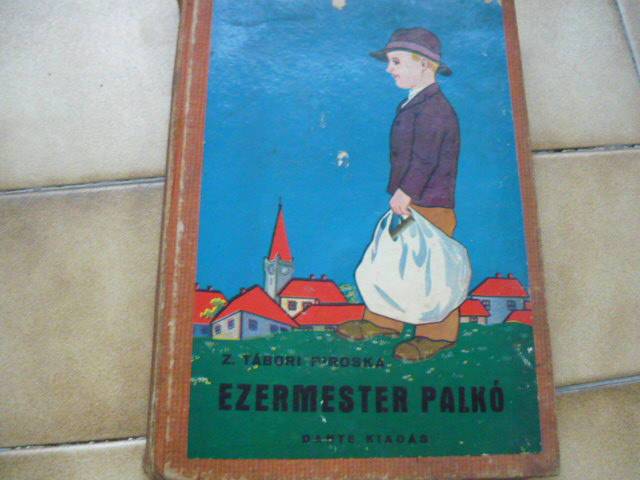 Z. TÁBORI PIROSKA
EZERMESTER PALKÓ
DANTE KIADÁS